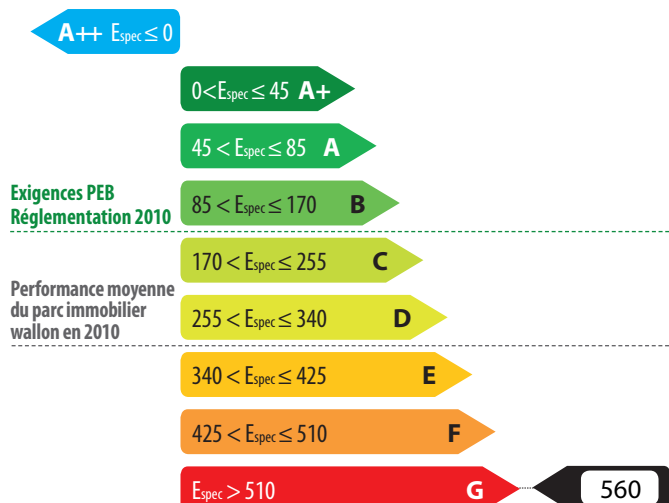 A++ Espec ≤ 0
0<Espec ≤ 45 A+
45 < Espec ≤ 85 A
Exigences PEB
Réglementation 2010
85 < Espec ≤ 170 B
170 < Espec ≤ 255 C
Performance moyenne
du parc immobilier
wallon en 2010
255 < Espec ≤ 340 D
340 < Espec ≤ 425 E
425 < Espec ≤ 510 F
Espec > 510 G 560